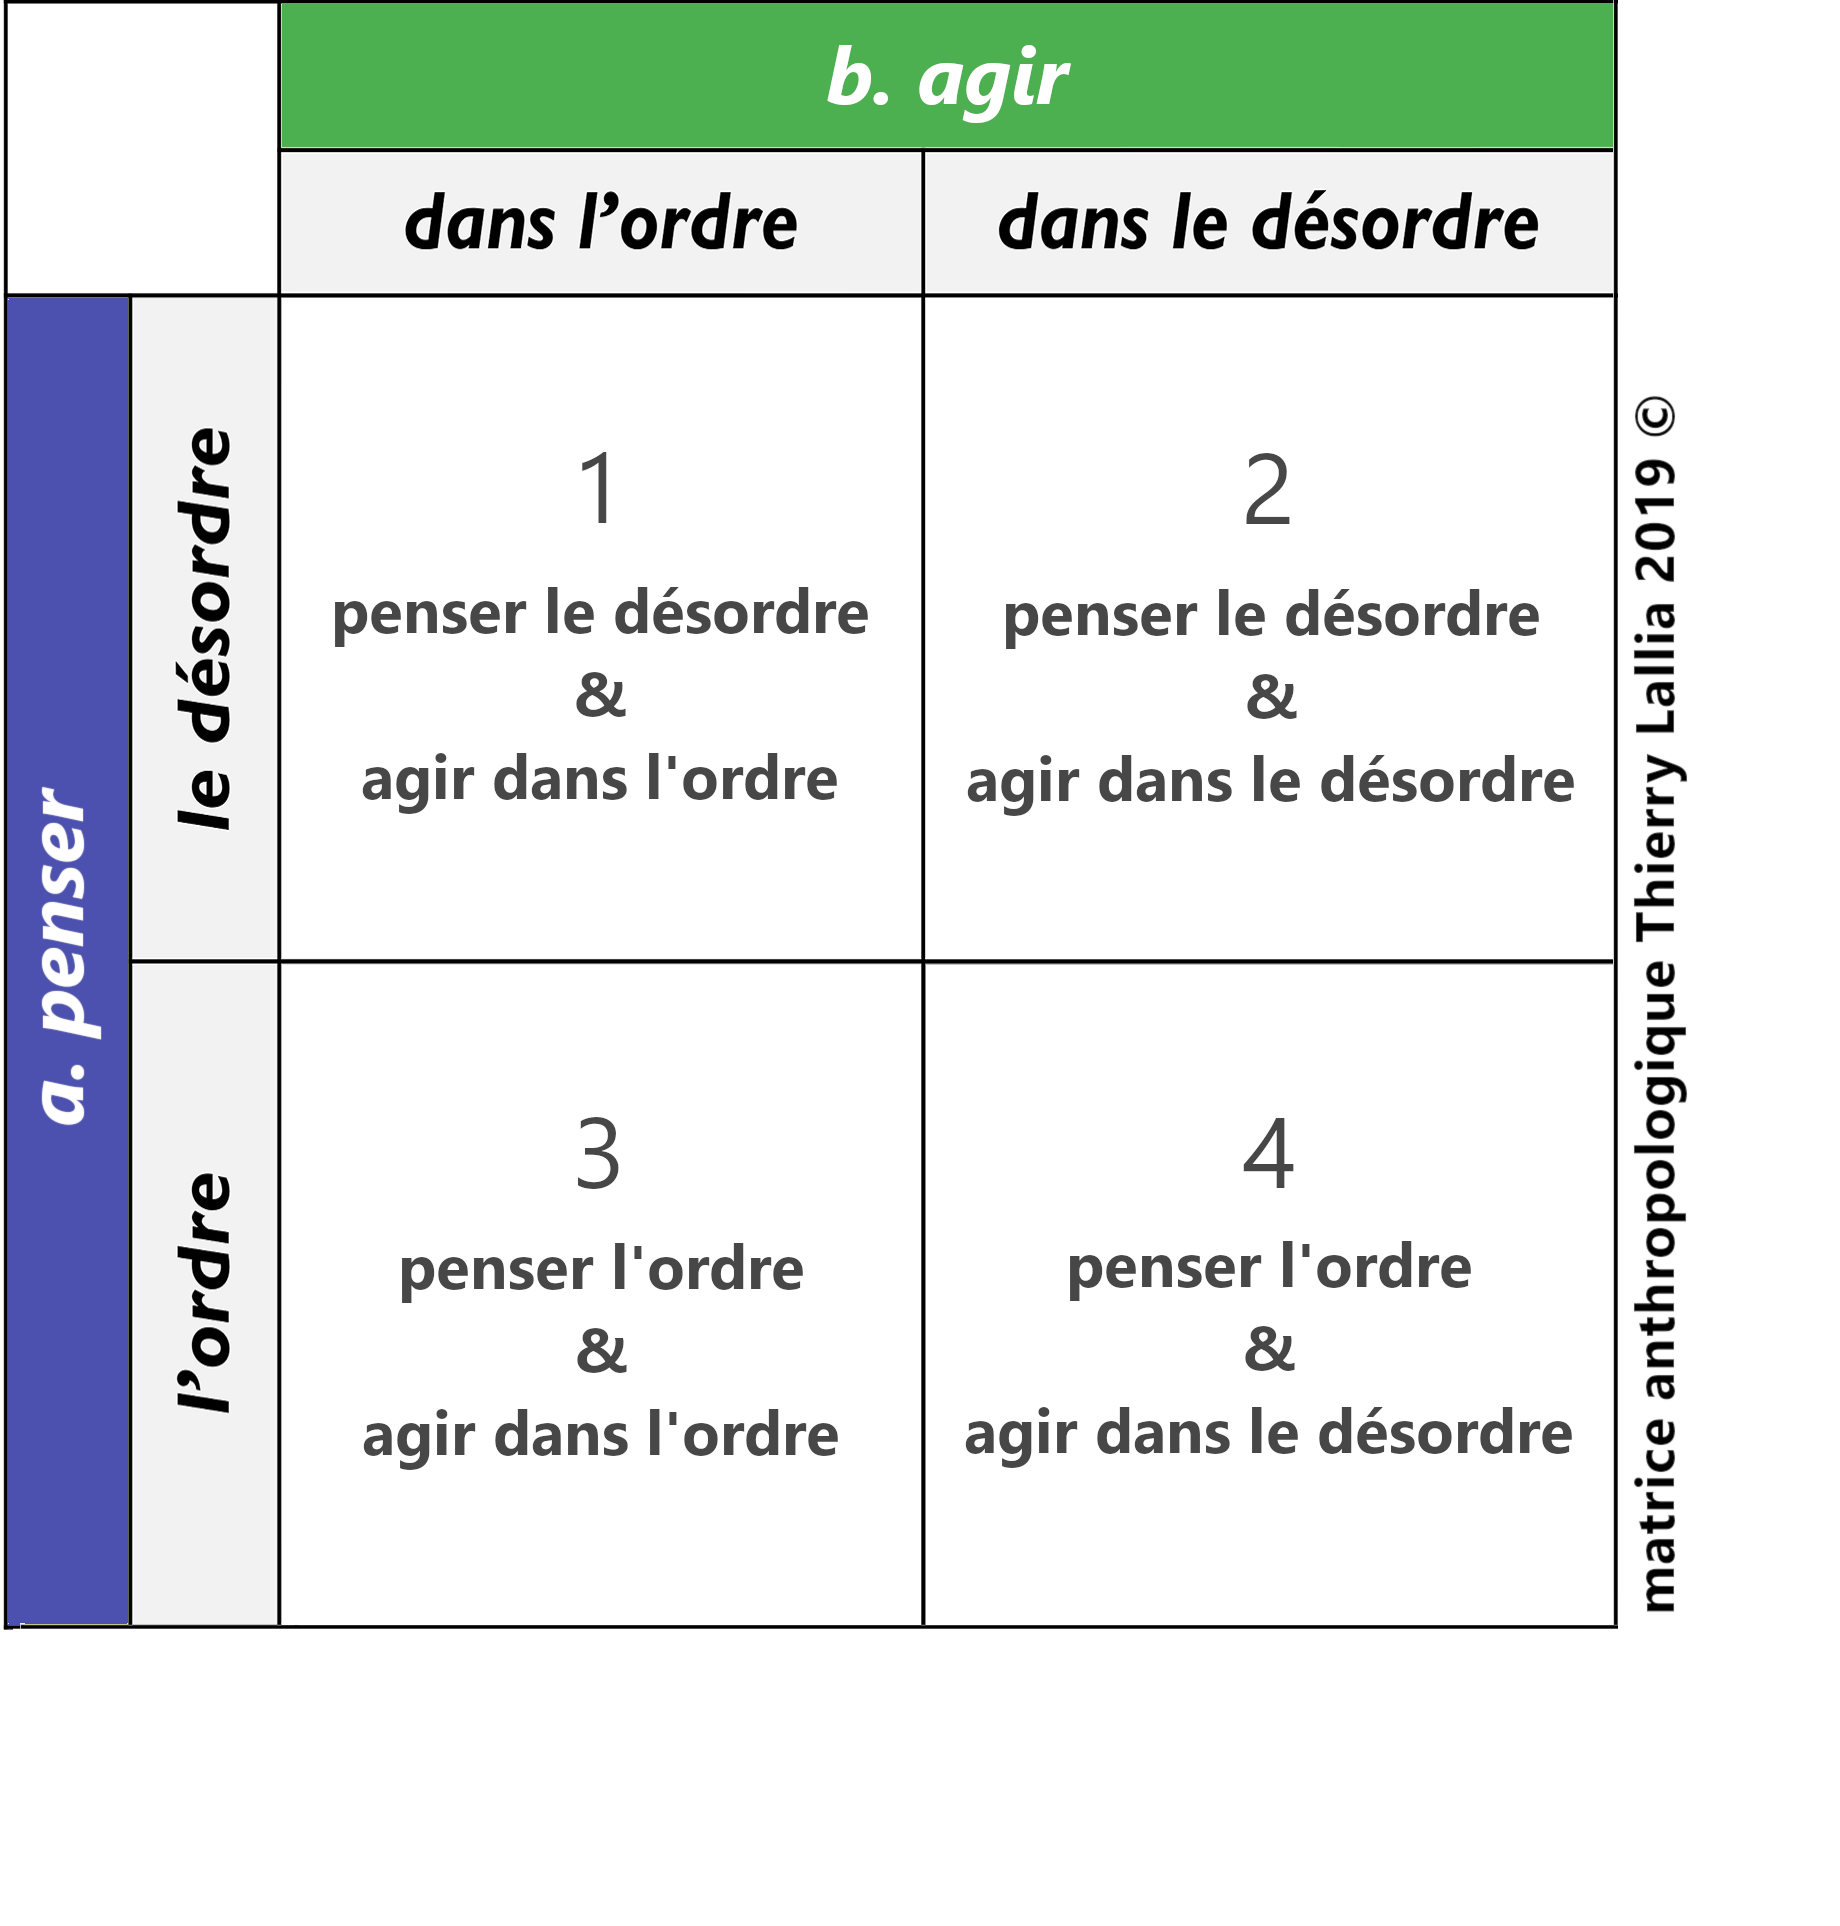 b. agir
dans l’ordre
dans le désordre
a. penser
le désordre
1
penser le désordre
&
agir dans l'ordre
2
penser le désordre
&
agir dans le désordre
l’ordre
3
penser l'ordre
&
agir dans l'ordre
4
penser l'ordre
&
agir dans le désordre
matrice anthropologique Thierry Lallia 2019 ©